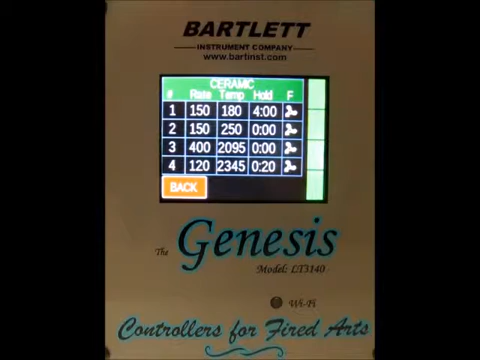 BARTLETT
INSTRUMENT COMPANY
www.bartinst.com
CERAMIC
# Rate Temp Hold F
1 150 180 4:00
2 150 250 0:00
3 400 2095 0:00
4 120 2345 0:20
BACK
The Genesis
Model: LT3140
Wi-Fi
Controllers for Fired Arts